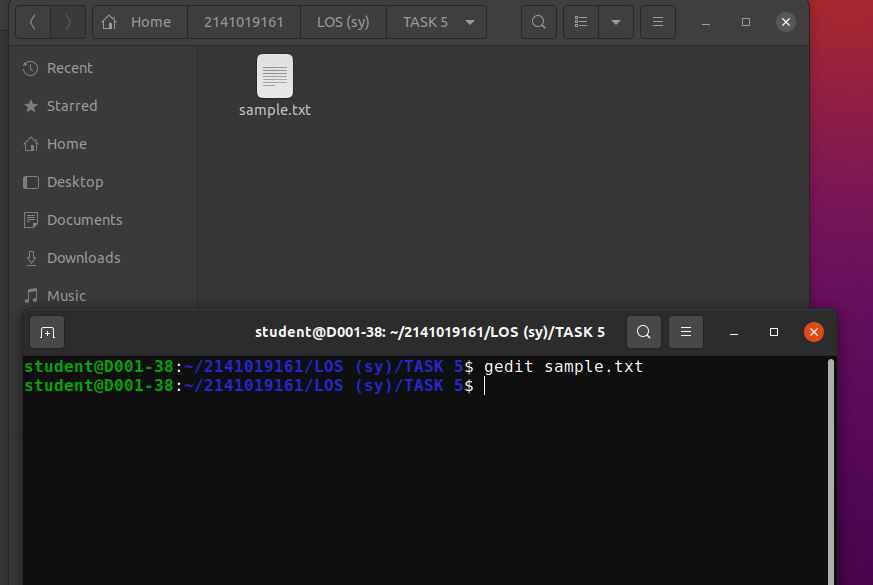 Home 2141019161 LOS (sy) TASK 5
Recent
Starred
Home
Desktop
Documents
Downloads
Music
sample.txt
student@D001-38: ~/2141019161/LOS (sy)/TASK 5
student@D001-38:~/2141019161/LOS (sy)/TASK 5$ gedit sample.txt
student@D001-38:~/2141019161/LOS (sy)/TASK 5$